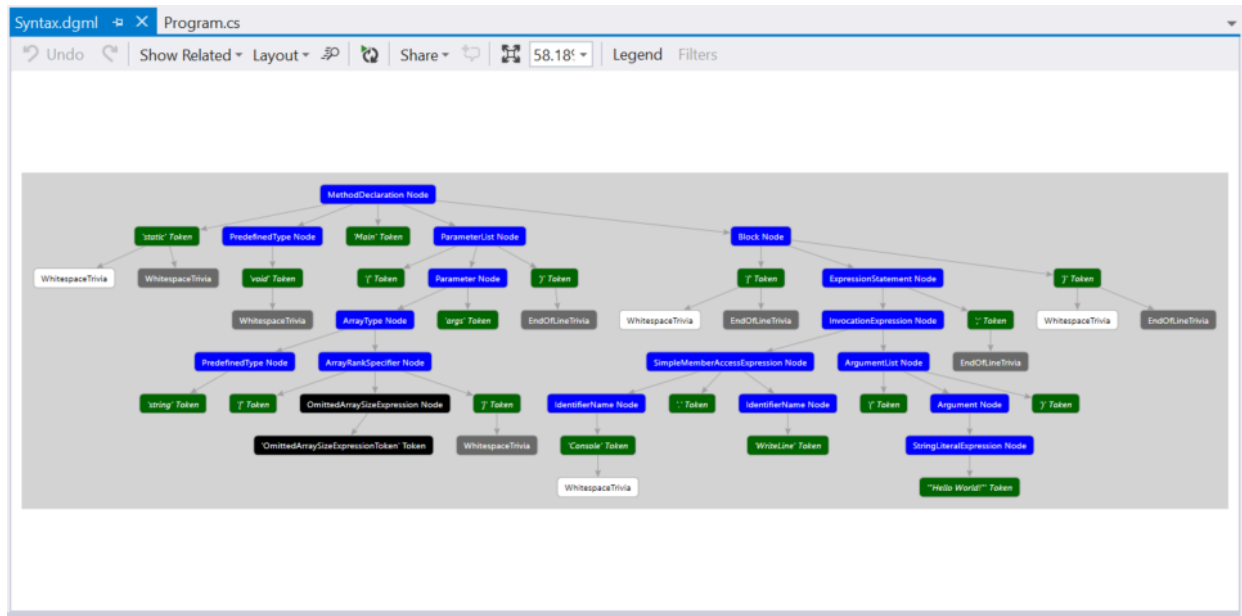 Syntax.dgml Program.cs
Undo Show Related Layout Share 58.18% Legend Filters
MethodDeclaration Node
'static' Token PredefinedType Node 'Main' Token ParameterList Node Block Node
WhitespaceTrivia WhitespaceTrivia 'void' Token '(' Token Parameter Node ')' Token '{' Token ExpressionStatement Node '}' Token
WhitespaceTrivia ArrayType Node 'args' Token EndOfLineTrivia WhitespaceTrivia EndOfLineTrivia InvocationExpression Node ';' Token WhitespaceTrivia EndOfLineTrivia
PredefinedType Node ArrayRankSpecifier Node SimpleMemberAccessExpression Node ArgumentList Node EndOfLineTrivia
'string' Token '[' Token OmittedArraySizeExpression Node ']' Token IdentifierName Node '.' Token IdentifierName Node '(' Token Argument Node ')' Token
'OmittedArraySizeExpressionToken' Token WhitespaceTrivia 'Console' Token 'WriteLine' Token StringLiteralExpression Node
WhitespaceTrivia '"Hello World!"' Token